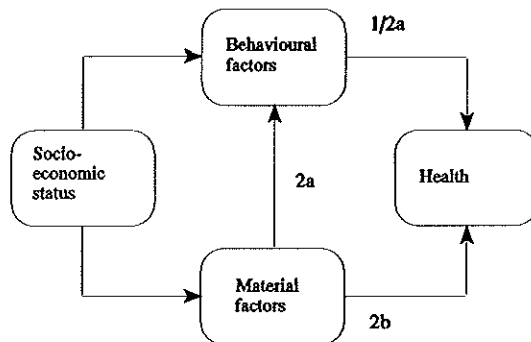 Behavioural
factors
1/2a
Socio-
economic
status
2a
Health
Material
factors
2b